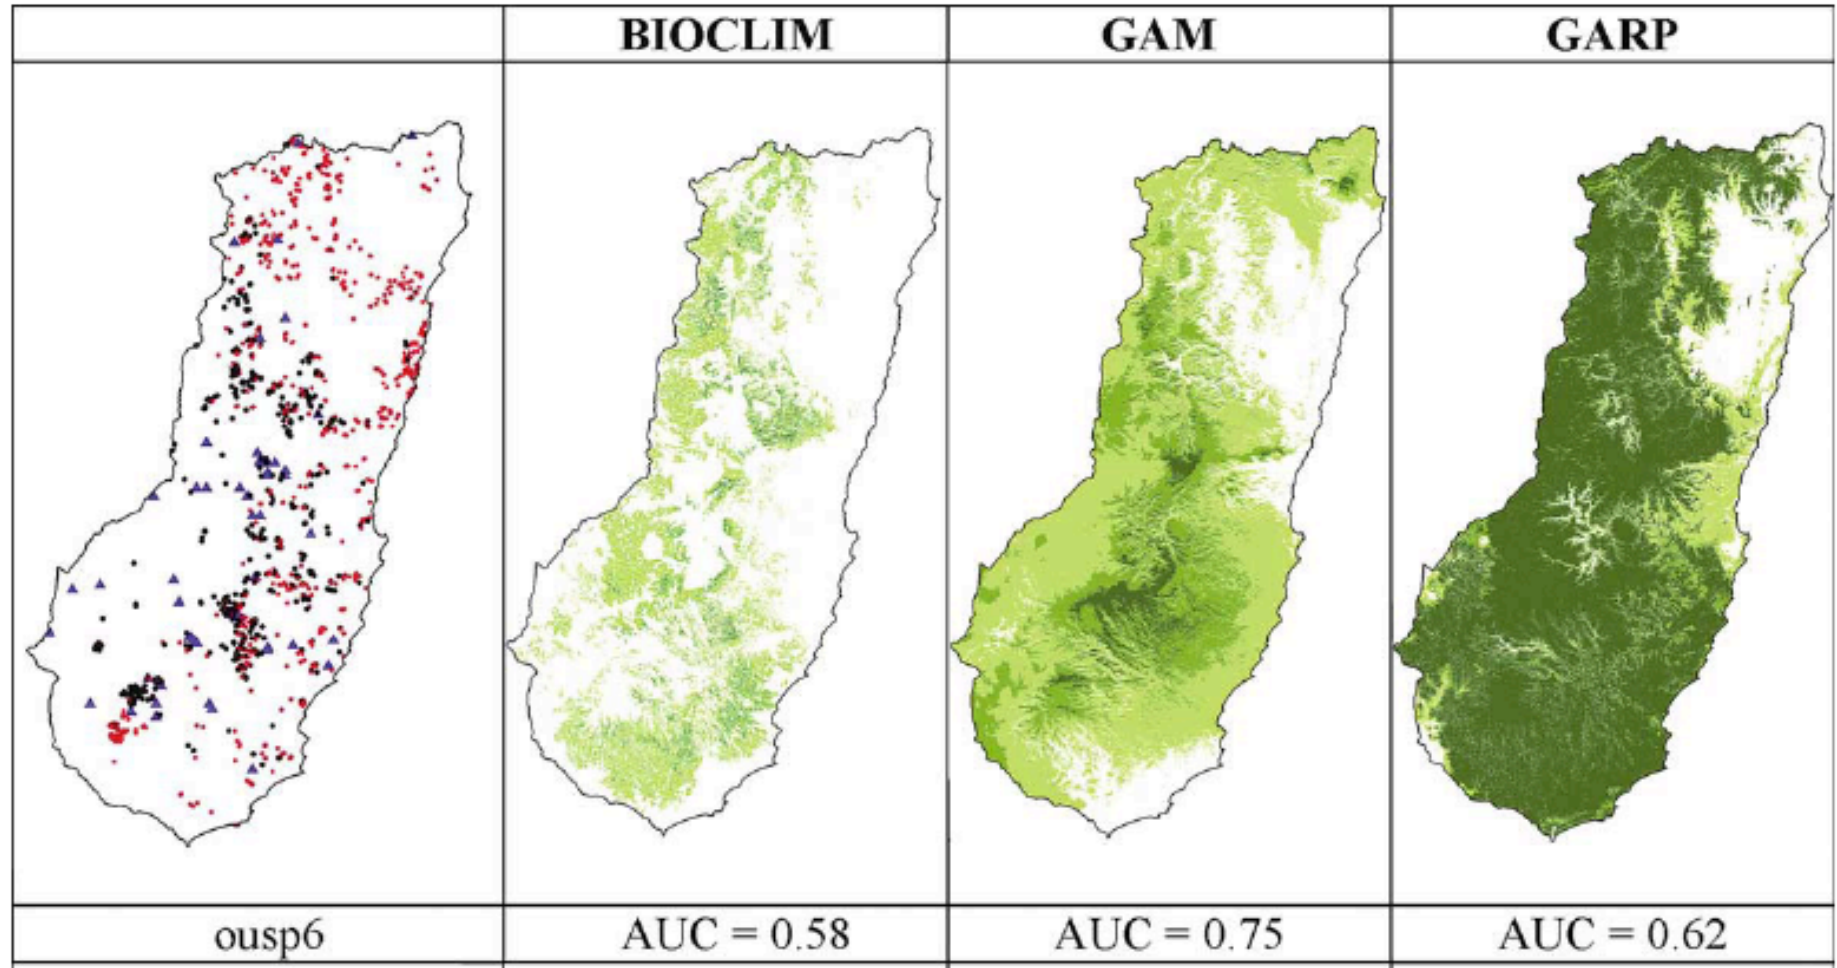 BIOCLIM GAM GARP
ousp6 AUC = 0.58 AUC = 0.75 AUC = 0.62